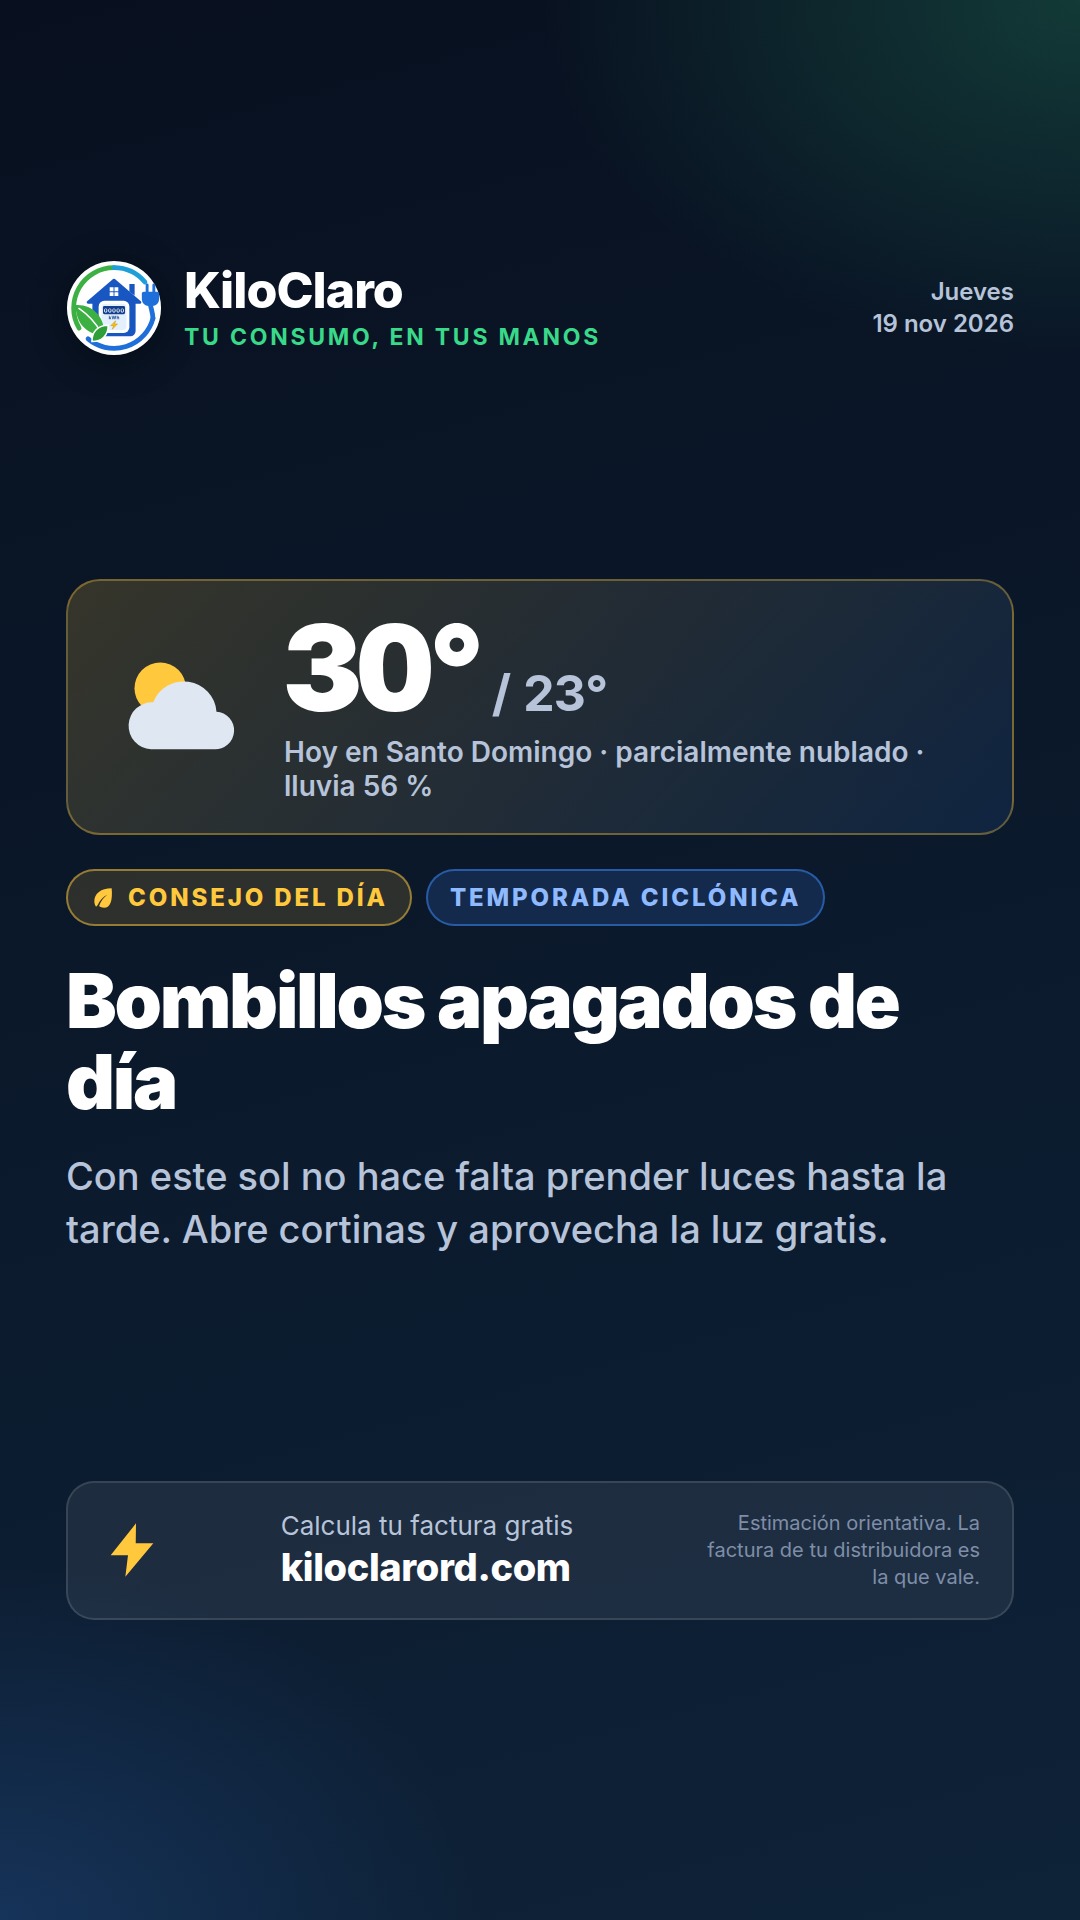 KiloClaro
TU CONSUMO, EN TUS MANOS
Jueves
19 nov 2026
30° / 23°
Hoy en Santo Domingo · parcialmente nublado ·
lluvia 56 %
CONSEJO DEL DÍA
TEMPORADA CICLÓNICA
Bombillos apagados de
día
Con este sol no hace falta prender luces hasta la
tarde. Abre cortinas y aprovecha la luz gratis.
Calcula tu factura gratis
kiloclarord.com
Estimación orientativa. La
factura de tu distribuidora es
la que vale.